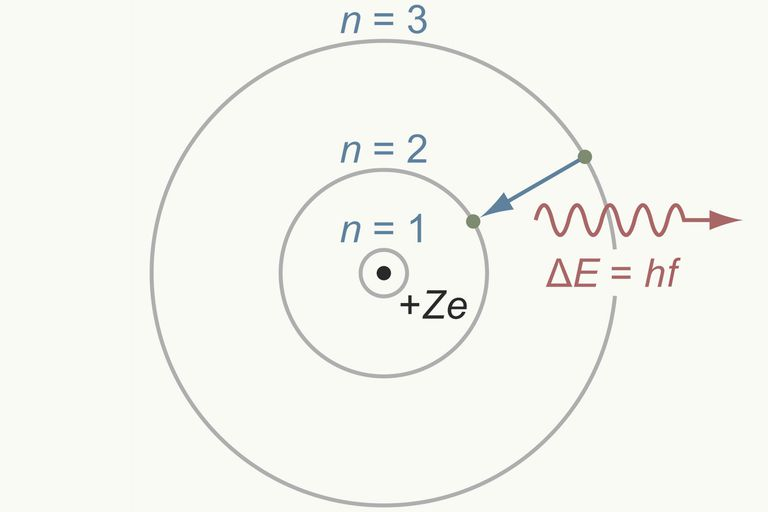 n = 3
n = 2
n = 1
+Ze
ΔE = hf